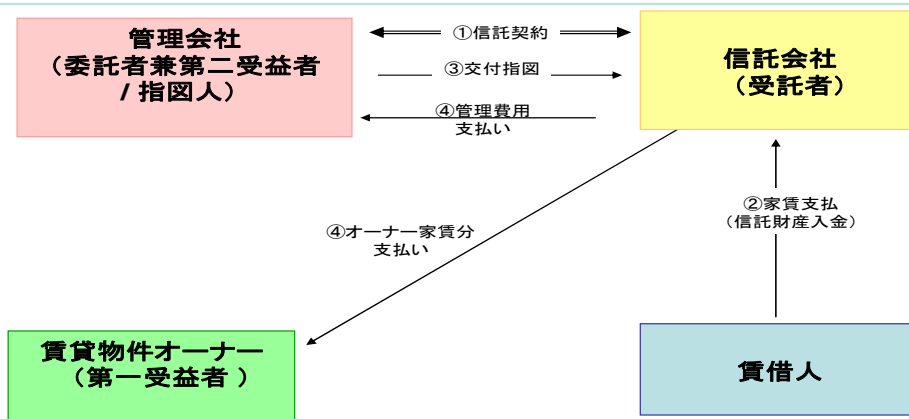 管理会社
（委託者兼第二受益者
/ 指図人）
①信託契約
③交付指図
④管理費用
支払い
信託会社
（受託者）
②家賃支払
（信託財産入金）
④オーナー家賃分
支払い
賃貸物件オーナー
（第一受益者 ）
賃借人